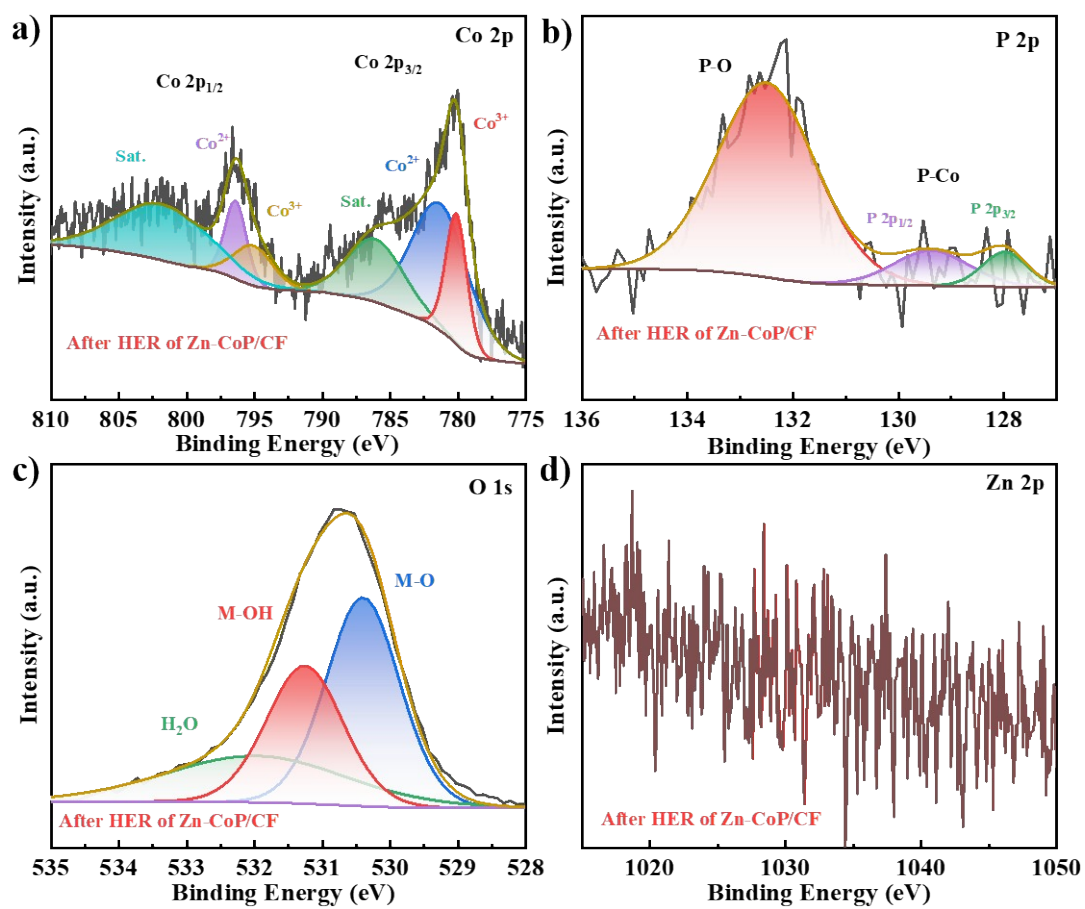 a)
Co 2p
Co 2p1/2
Co 2p3/2
Sat.
Co2+
Co3+
Sat.
Co2+
Co3+
After HER of Zn-CoP/CF
Intensity (a.u.)
810 805 800 795 790 785 780 775
Binding Energy (eV)
b)
P 2p
P-O
P-Co
P 2p1/2
P 2p3/2
After HER of Zn-CoP/CF
Intensity (a.u.)
136 134 132 130 128
Binding Energy (eV)
c)
O 1s
M-O
M-OH
H2O
After HER of Zn-CoP/CF
Intensity (a.u.)
535 534 533 532 531 530 529 528
Binding Energy (eV)
d)
Zn 2p
After HER of Zn-CoP/CF
Intensity (a.u.)
1020 1030 1040 1050
Binding Energy (eV)